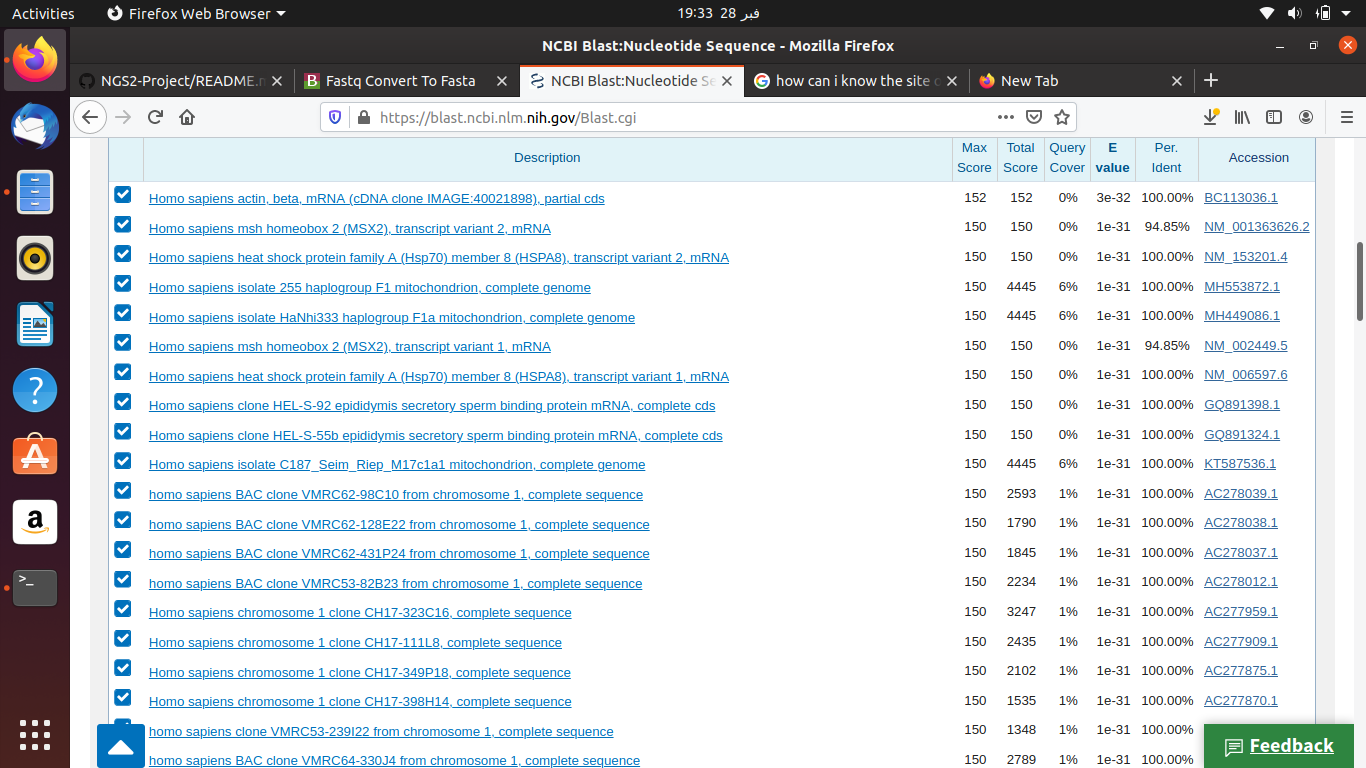 Activities Firefox Web Browser 19:33 28 فبر
NCBI Blast:Nucleotide Sequence - Mozilla Firefox
NGS2-Project/README.m Fastq Convert To Fasta NCBI Blast:Nucleotide Se how can i know the site o New Tab
https://blast.ncbi.nlm.nih.gov/Blast.cgi
Description Max Score Total Score Query Cover E value Per. Ident Accession
Homo sapiens actin, beta, mRNA (cDNA clone IMAGE:40021898), partial cds 152 152 0% 3e-32 100.00% BC113036.1
Homo sapiens msh homeobox 2 (MSX2), transcript variant 2, mRNA 150 150 0% 1e-31 94.85% NM_001363626.2
Homo sapiens heat shock protein family A (Hsp70) member 8 (HSPA8), transcript variant 2, mRNA 150 150 0% 1e-31 100.00% NM_153201.4
Homo sapiens isolate 255 haplogroup F1 mitochondrion, complete genome 150 4445 6% 1e-31 100.00% MH553872.1
Homo sapiens isolate HaNhi333 haplogroup F1a mitochondrion, complete genome 150 4445 6% 1e-31 100.00% MH449086.1
Homo sapiens msh homeobox 2 (MSX2), transcript variant 1, mRNA 150 150 0% 1e-31 94.85% NM_002449.5
Homo sapiens heat shock protein family A (Hsp70) member 8 (HSPA8), transcript variant 1, mRNA 150 150 0% 1e-31 100.00% NM_006597.6
Homo sapiens clone HEL-S-92 epididymis secretory sperm binding protein mRNA, complete cds 150 150 0% 1e-31 100.00% GQ891398.1
Homo sapiens clone HEL-S-55b epididymis secretory sperm binding protein mRNA, complete cds 150 150 0% 1e-31 100.00% GQ891324.1
Homo sapiens isolate C187_Seim_Riep_M17c1a1 mitochondrion, complete genome 150 4445 6% 1e-31 100.00% KT587536.1
homo sapiens BAC clone VMRC62-98C10 from chromosome 1, complete sequence 150 2593 1% 1e-31 100.00% AC278039.1
homo sapiens BAC clone VMRC62-128E22 from chromosome 1, complete sequence 150 1790 1% 1e-31 100.00% AC278038.1
homo sapiens BAC clone VMRC62-431P24 from chromosome 1, complete sequence 150 1845 1% 1e-31 100.00% AC278037.1
homo sapiens BAC clone VMRC53-82B23 from chromosome 1, complete sequence 150 2234 1% 1e-31 100.00% AC278012.1
Homo sapiens chromosome 1 clone CH17-323C16, complete sequence 150 3247 1% 1e-31 100.00% AC277959.1
Homo sapiens chromosome 1 clone CH17-111L8, complete sequence 150 2435 1% 1e-31 100.00% AC277909.1
Homo sapiens chromosome 1 clone CH17-349P18, complete sequence 150 2102 1% 1e-31 100.00% AC277875.1
Homo sapiens chromosome 1 clone CH17-398H14, complete sequence 150 1535 1% 1e-31 100.00% AC277870.1
homo sapiens clone VMRC53-239I22 from chromosome 1, complete sequence 150 1348 1% 1e-31 100.00%
homo sapiens BAC clone VMRC64-330J4 from chromosome 1, complete sequence 150 2789 1% 1e-31 100.00%
Feedback